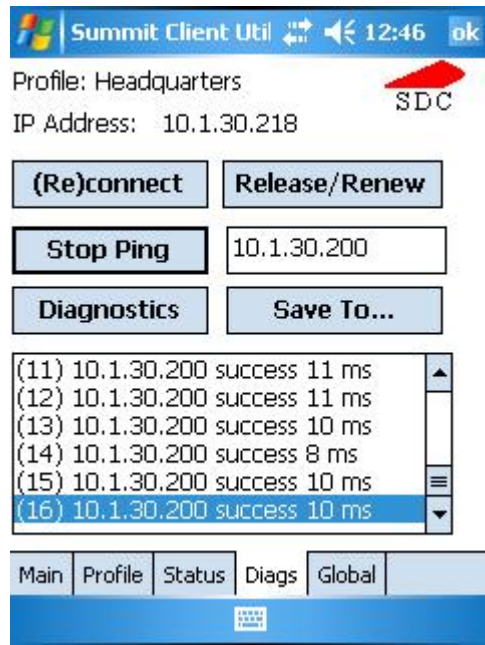 Summit Client Util 12:46 ok
Profile: Headquarters
SDC
IP Address: 10.1.30.218
(Re)connect Release/Renew
Stop Ping 10.1.30.200
Diagnostics Save To...
(11) 10.1.30.200 success 11 ms
(12) 10.1.30.200 success 11 ms
(13) 10.1.30.200 success 10 ms
(14) 10.1.30.200 success 8 ms
(15) 10.1.30.200 success 10 ms
(16) 10.1.30.200 success 10 ms
Main Profile Status Diags Global